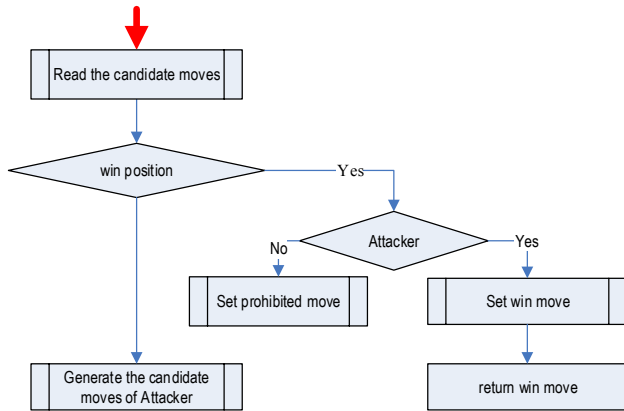 Read the candidate moves
win position
Yes
Attacker
No
Yes
Set prohibited move
Set win move
Generate the candidate
moves of Attacker
return win move